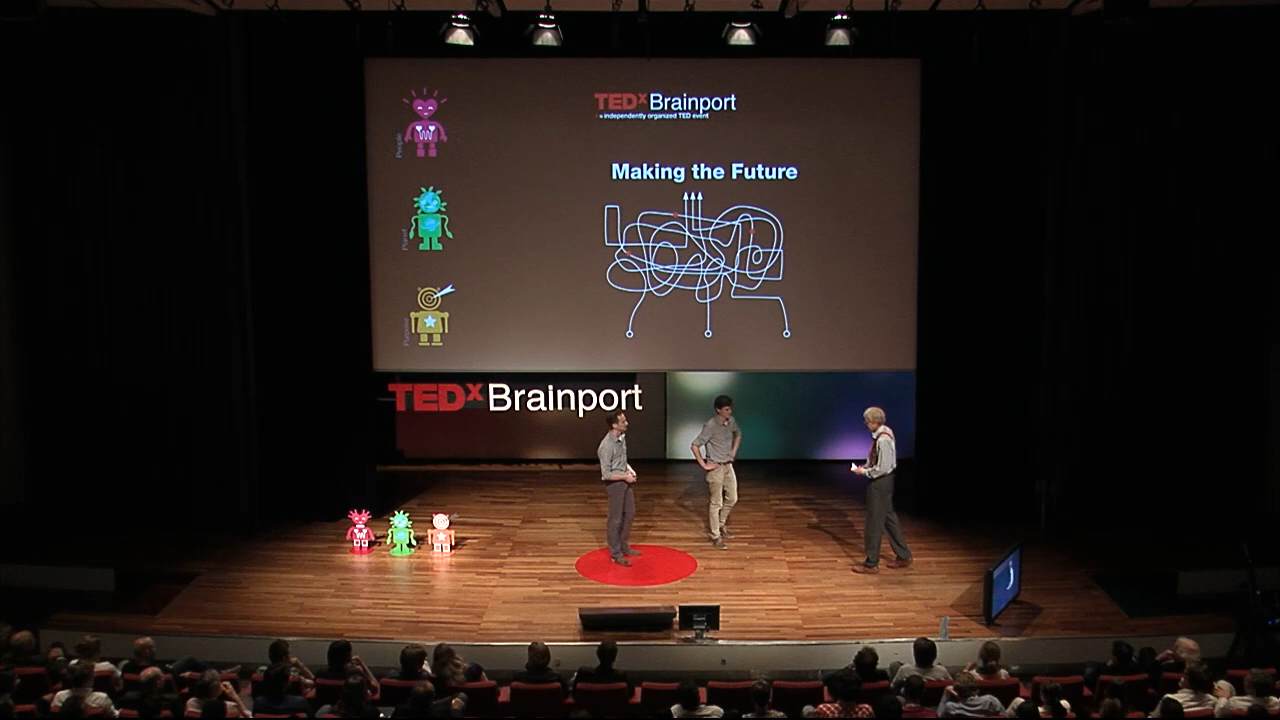 People
TEDx Brainport
x = independently organized TED event
Making the Future
Planet
Purpose
TEDx Brainport